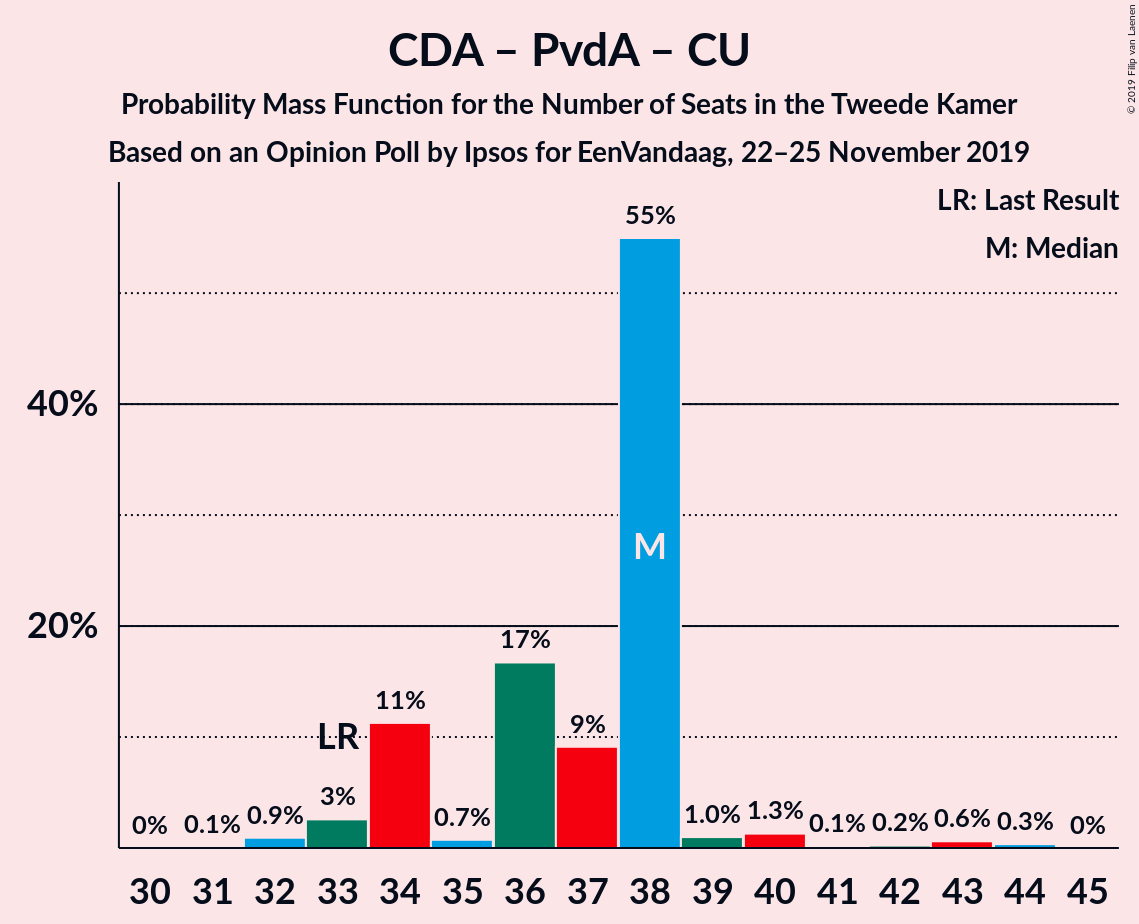 CDA – PvdA – CU
Probability Mass Function for the Number of Seats in the Tweede Kamer
Based on an Opinion Poll by Ipsos for EenVandaag, 22–25 November 2019
© 2019 Filip van Laenen
LR: Last Result
M: Median
55%
40%
M
20%
17%
11%
9%
LR
3%
0% 0.1% 0.9% 0.7% 1.0% 1.3% 0.1% 0.2% 0.6% 0.3% 0%
30 31 32 33 34 35 36 37 38 39 40 41 42 43 44 45